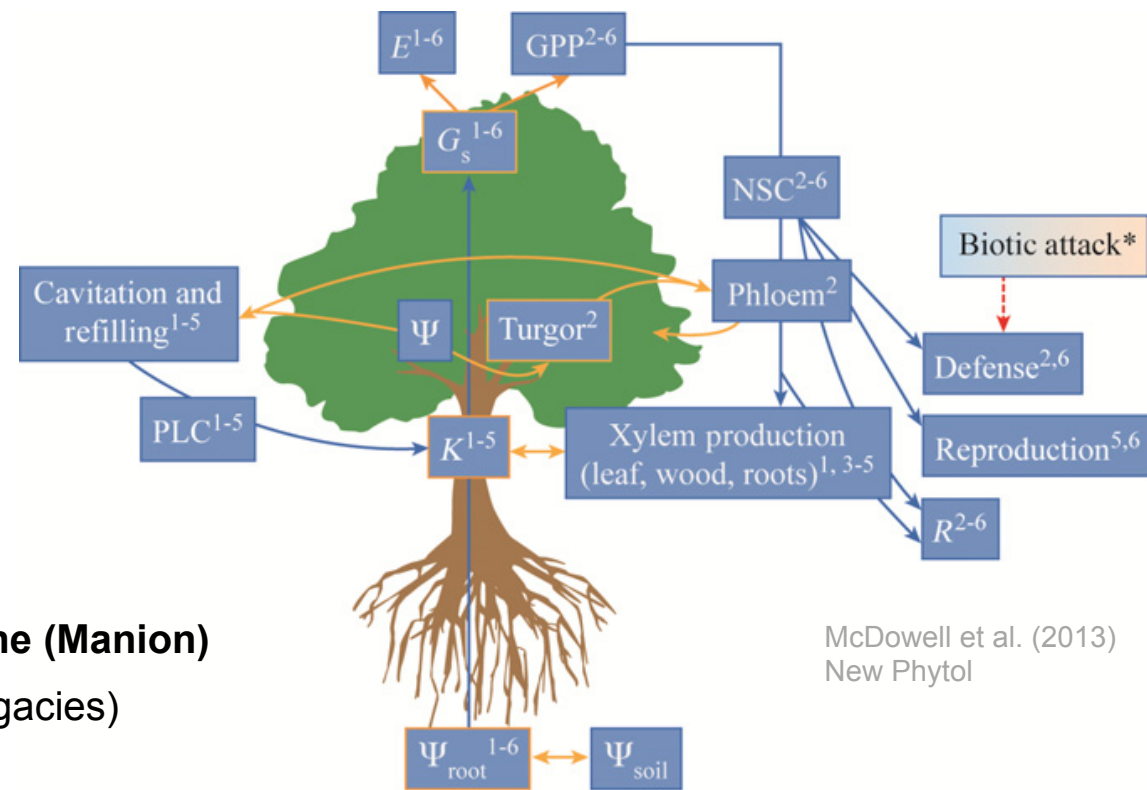 E¹⁻⁶
GPP²⁻⁶
Gₛ¹⁻⁶
NSC²⁻⁶
Biotic attack*
Cavitation and
refilling¹⁻⁵
Ψ
Turgor²
Phloem²
Defense²,⁶
PLC¹⁻⁵
K¹⁻⁵
Xylem production
(leaf, wood, roots)¹, ³⁻⁵
Reproduction⁵,⁶
R²⁻⁶
ne (Manion)
gacies)
McDowell et al. (2013)
New Phytol
Ψroot¹⁻⁶
Ψsoil